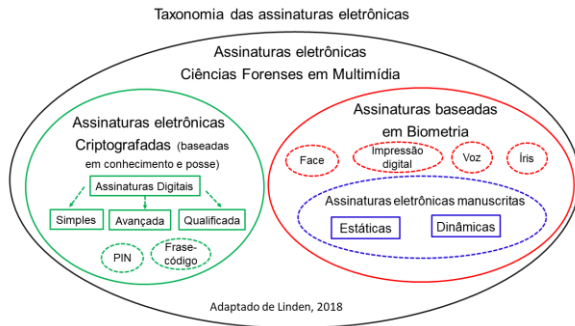 Taxonomia das assinaturas eletrônicas
Assinaturas eletrônicas
Ciências Forenses em Multimídia
Assinaturas eletrônicas
Criptografadas (baseadas
em conhecimento e posse)
Assinaturas Digitais
Simples
Avançada
Qualificada
PIN
Frase-
código
Assinaturas baseadas
em Biometria
Face
Impressão
digital
Voz
Íris
Assinaturas eletrônicas manuscritas
Estáticas
Dinâmicas
Adaptado de Linden, 2018